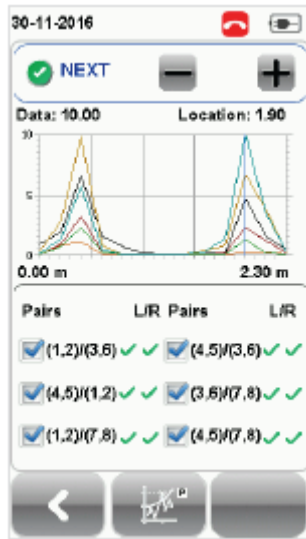 30-11-2016
NEXT
Data: 10.00 Location: 1.90
10
5
0
0.00 m 2.30 m
Pairs L/R Pairs L/R
(1,2)/(3,6) (4,5)/(3,6)
(4,5)/(1,2) (3,6)/(7,8)
(1,2)/(7,8) (4,5)/(7,8)